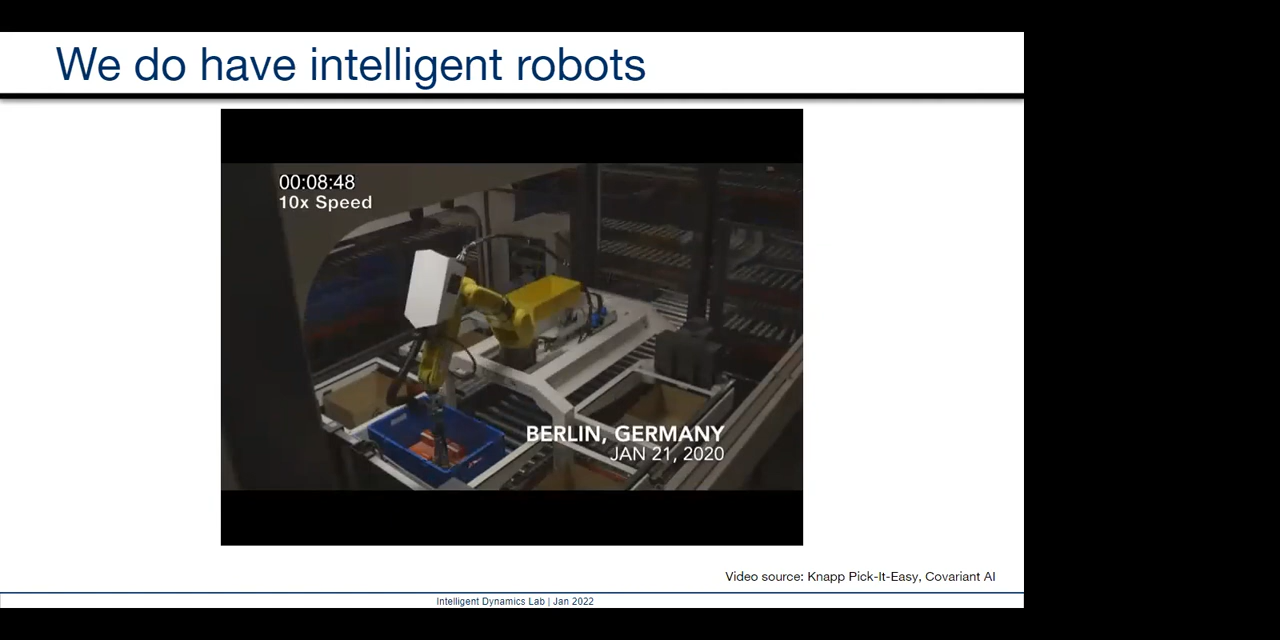 We do have intelligent robots
00:08:48
10x Speed
BERLIN, GERMANY
JAN 21, 2020
Video source: Knapp Pick-It-Easy, Covariant AI
Intelligent Dynamics Lab | Jan 2022